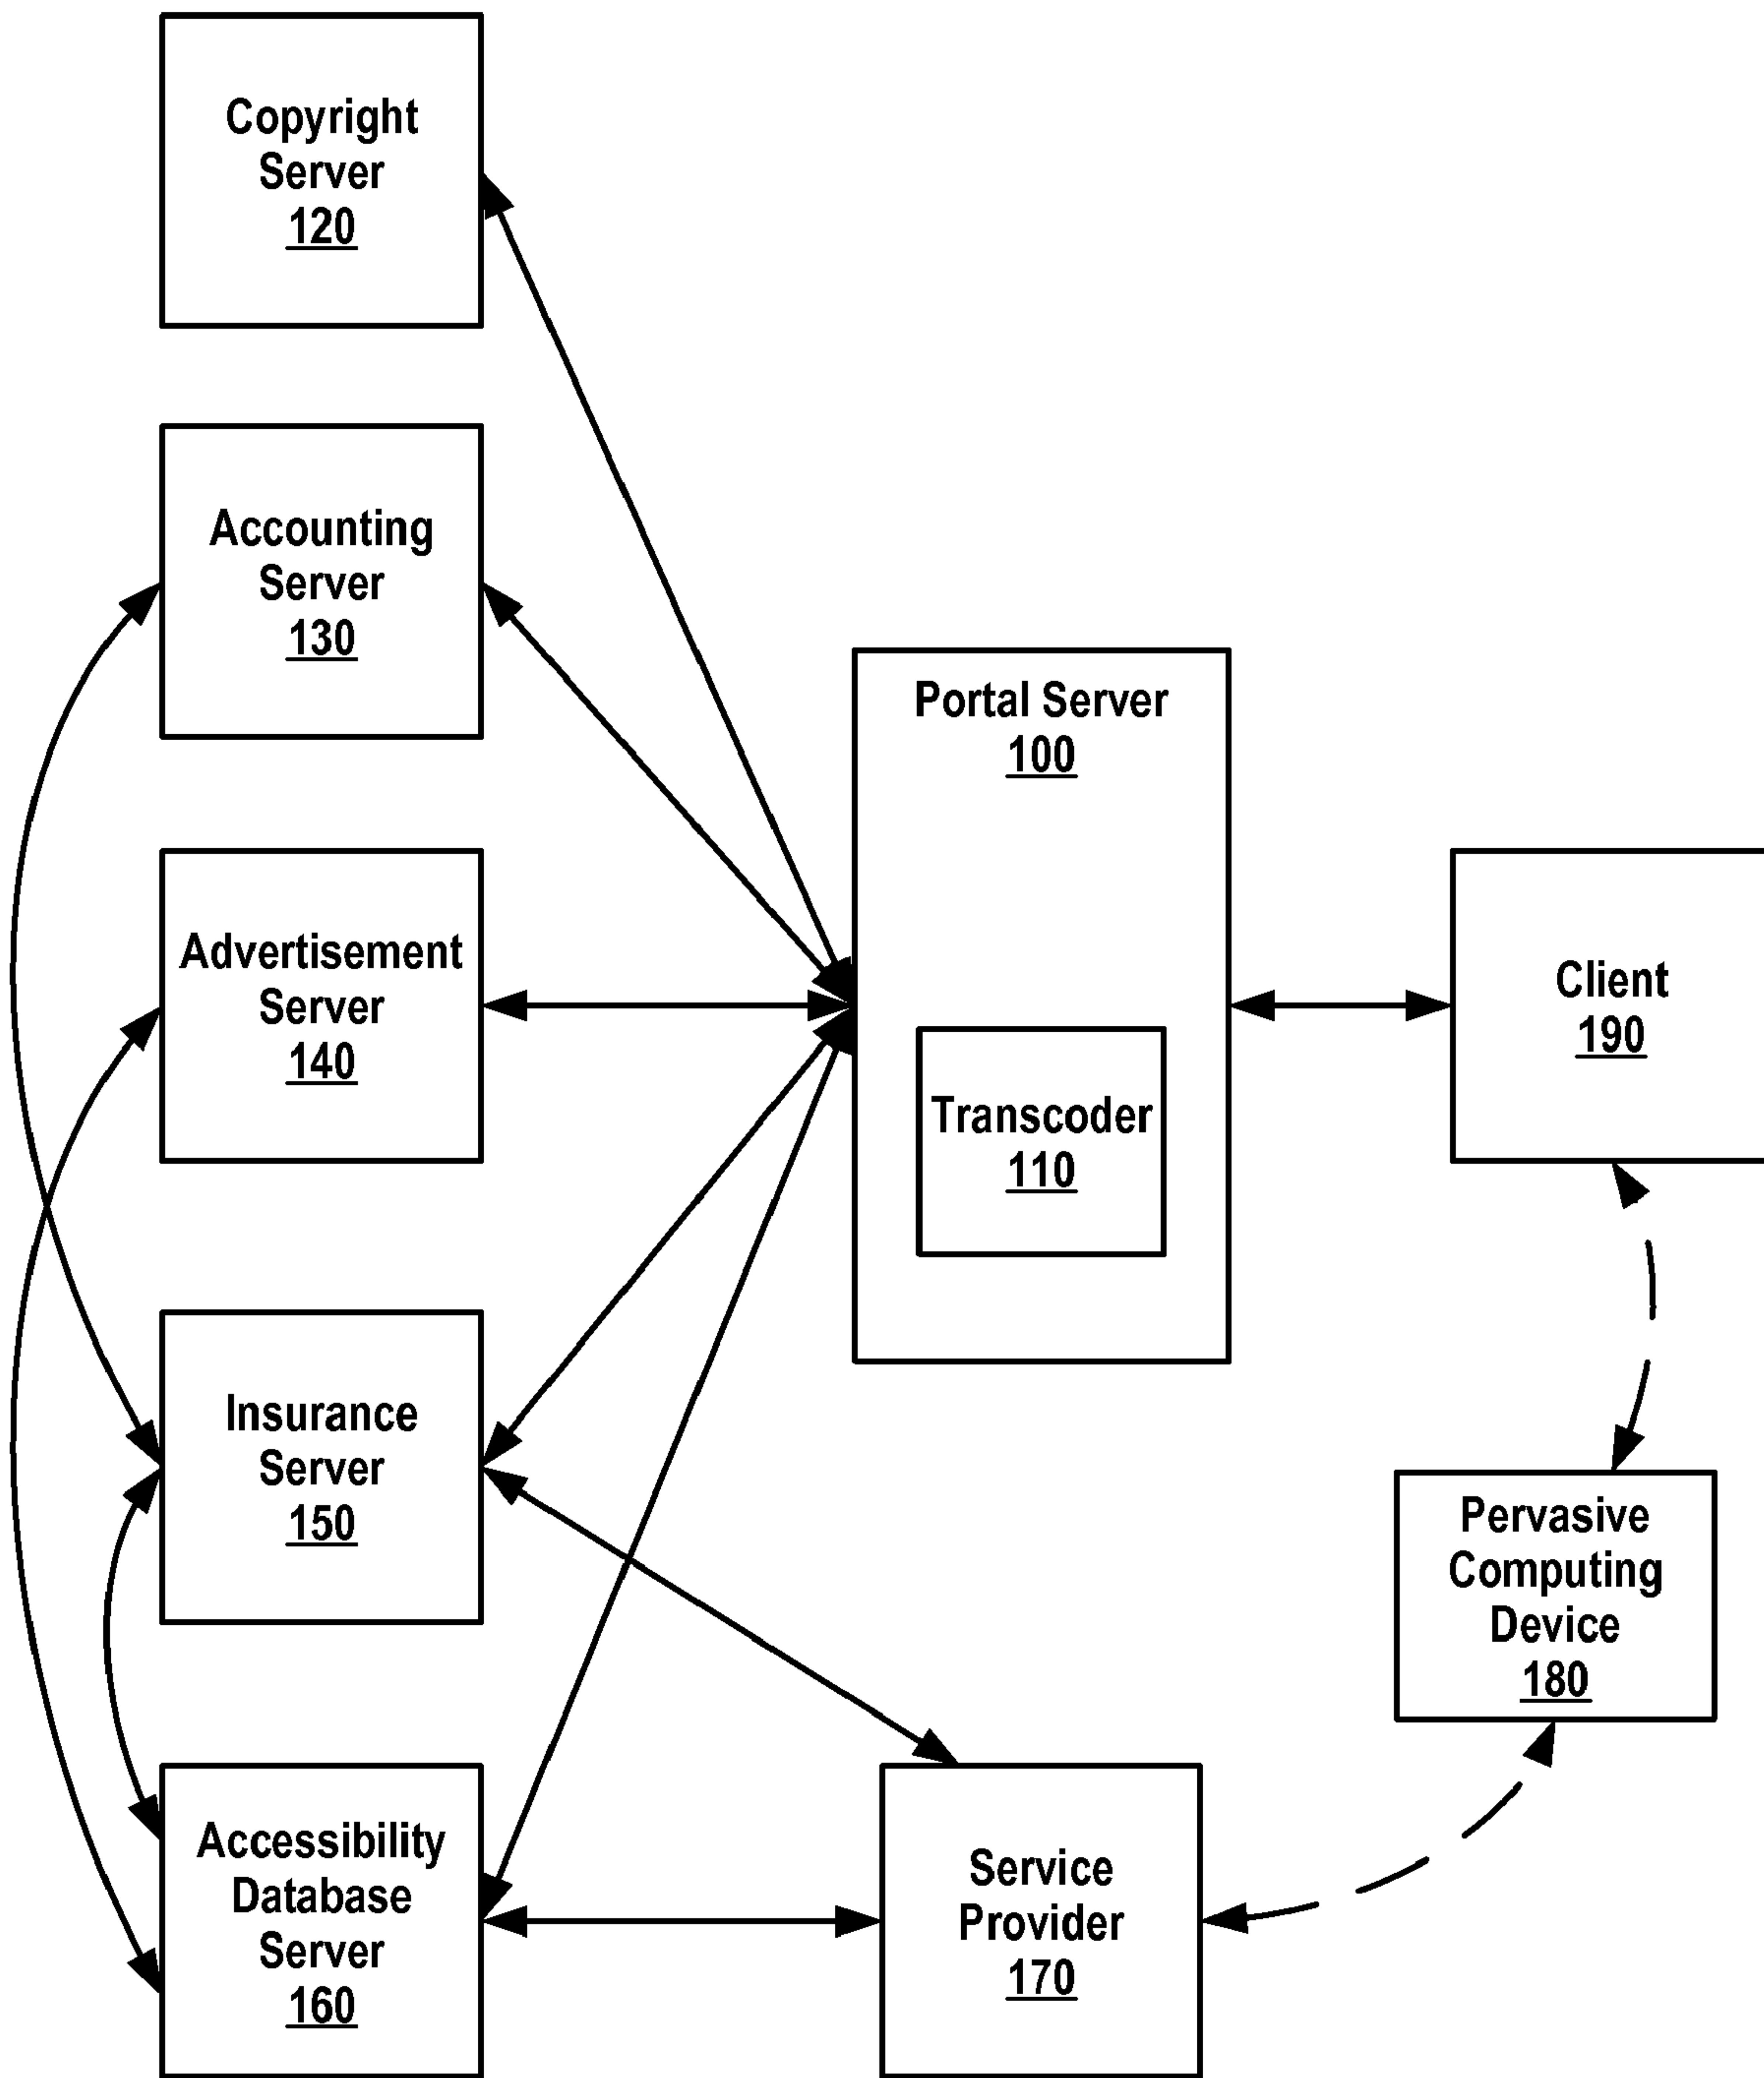 Copyright
Server
120
Accounting
Server
130
Portal Server
100
Advertisement
Server
140
Client
190
Transcoder
110
Insurance
Server
150
Pervasive
Computing
Device
180
Accessibility
Database
Server
160
Service
Provider
170